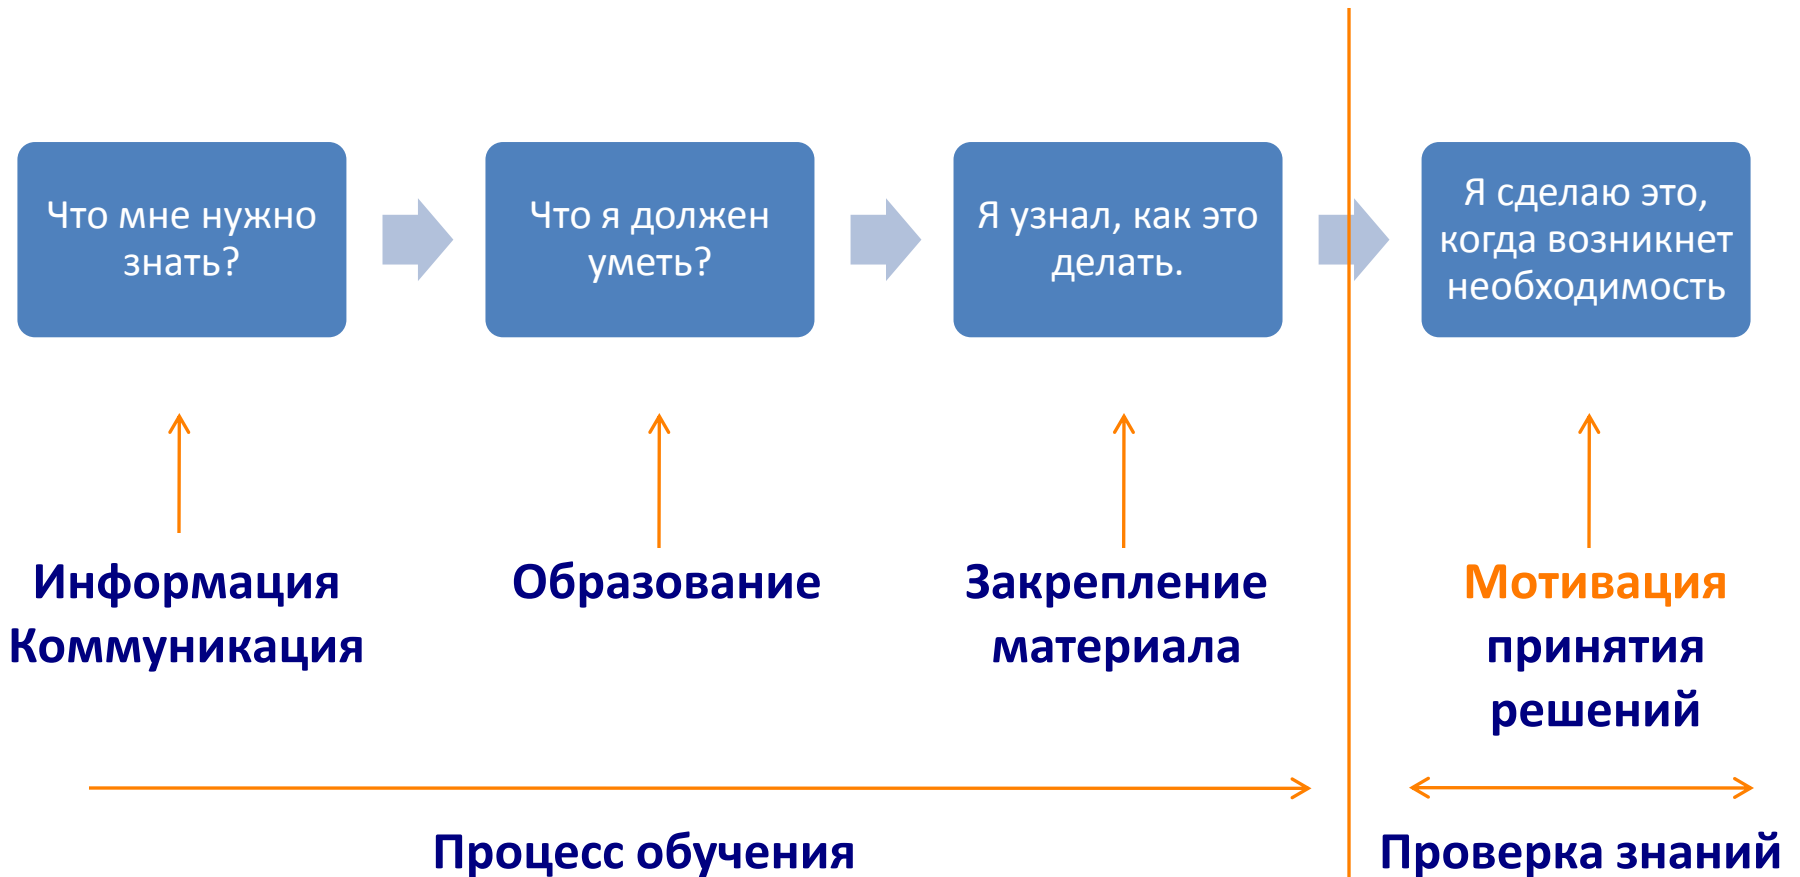 Что мне нужно
знать?
Что я должен
уметь?
Я узнал, как это
делать.
Я сделаю это,
когда возникнет
необходимость
Информация
Коммуникация
Образование
Закрепление
материала
Мотивация
принятия
решений
Процесс обучения
Проверка знаний